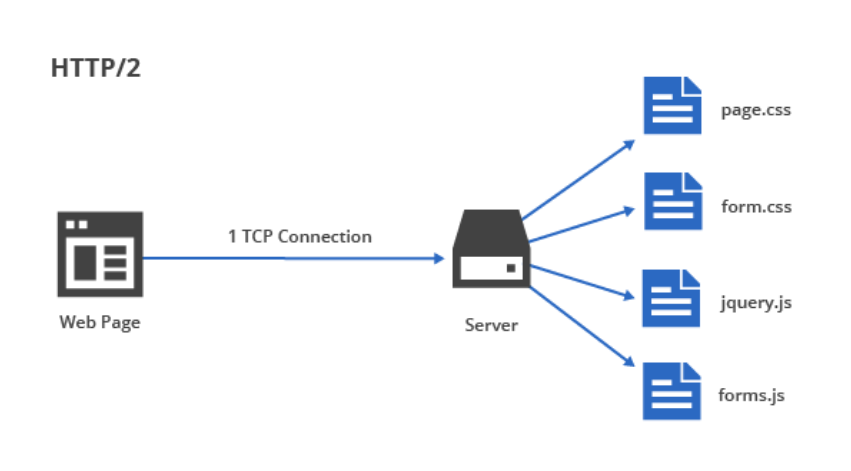 HTTP/2
page.css
form.css
1 TCP Connection
jquery.js
Web Page
Server
forms.js